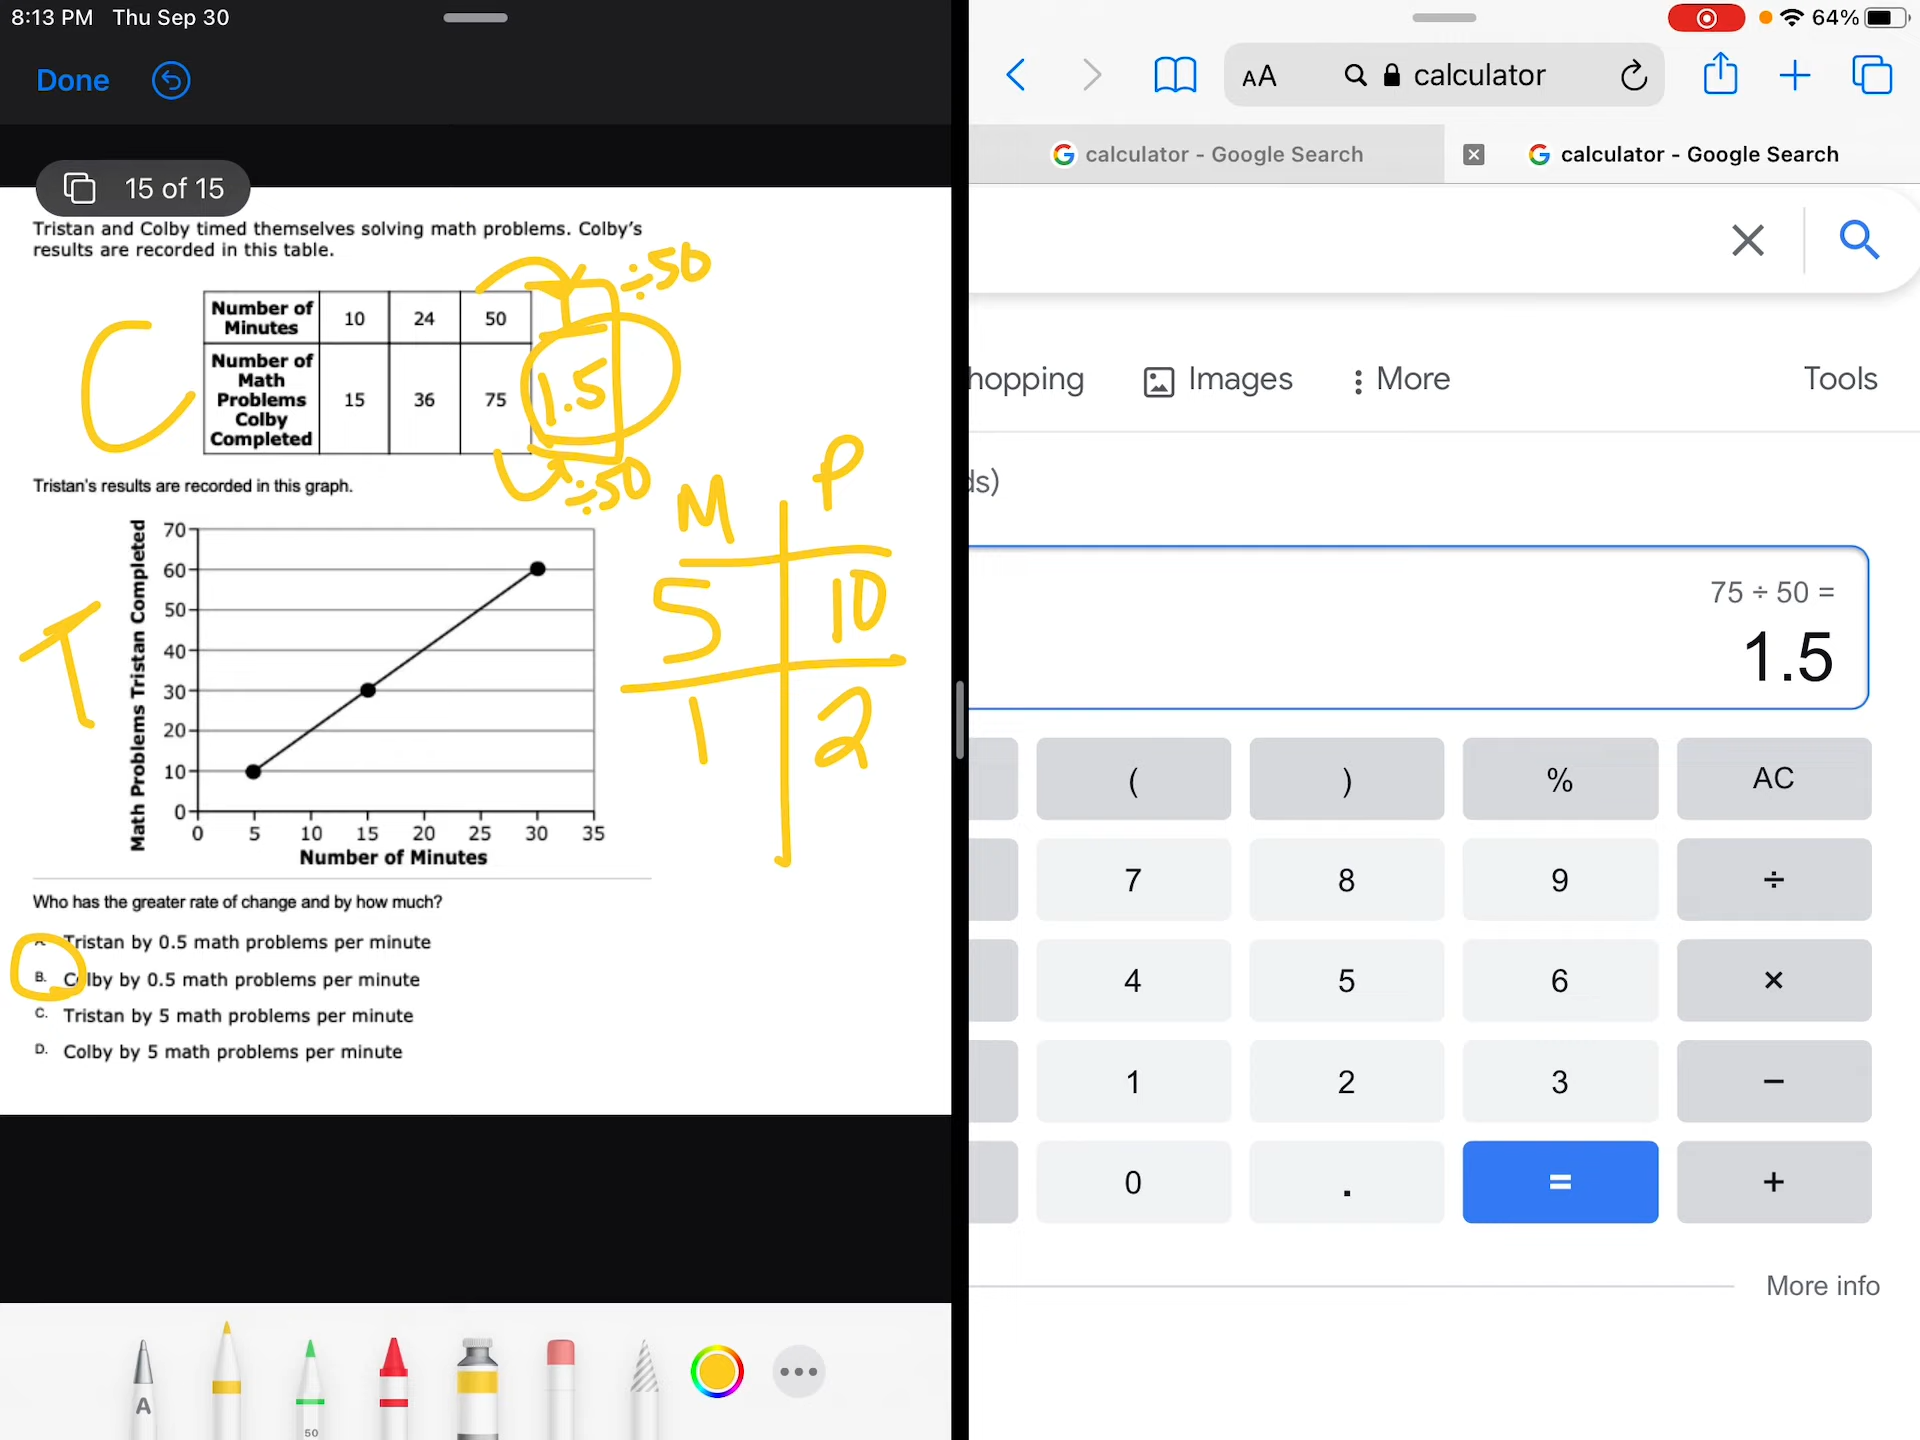 8:13 PM Thu Sep 30
Done
15 of 15
Tristan and Colby timed themselves solving math problems. Colby's
results are recorded in this table.
÷50
Number of Minutes 10 24 50
Number of Math Problems Colby Completed 15 36 75
1.5
C
÷50
Tristan's results are recorded in this graph.
M P
5 10
1 2
T
Math Problems Tristan Completed
70
60
50
40
30
20
10
0
0 5 10 15 20 25 30 35
Number of Minutes
Who has the greater rate of change and by how much?
A. Tristan by 0.5 math problems per minute
B. Colby by 0.5 math problems per minute
C. Tristan by 5 math problems per minute
D. Colby by 5 math problems per minute
A
50
64%
AA calculator
calculator - Google Search
calculator - Google Search
hopping Images More Tools
ds)
75 ÷ 50 =
1.5
( ) % AC
7 8 9 ÷
4 5 6 ×
1 2 3 −
0 . = +
More info